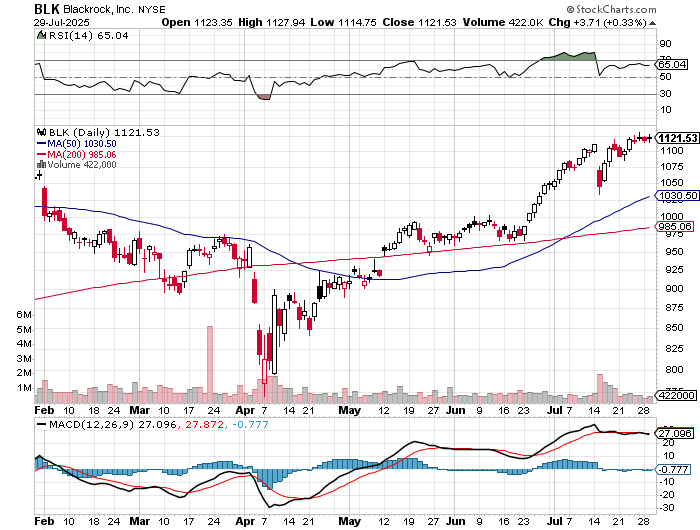 BLK Blackrock, Inc. NYSE
© StockCharts.com
29-Jul-2025
Open 1123.35 High 1127.94 Low 1114.75 Close 1121.53 Volume 422.0K Chg +3.71 (+0.33%)
RSI(14) 65.04
90
70
65.04
50
30
10
BLK (Daily) 1121.53
MA(50) 1030.50
MA(200) 985.06
Volume 422,000
1121.53
1100
1075
1050
1030.50
1025
1000
985.06
975
950
925
900
875
850
825
800
775
6M
5M
4M
3M
2M
1M
422000
Feb 10 18 24 Mar 10 17 24 Apr 7 14 21 May 12 19 27 Jun 9 16 23 Jul 7 14 21 28
MACD(12,26,9) 27.096, 27.872, -0.777
30
27.096
20
10
-0.777
-10
-20
-30
Feb 10 18 24 Mar 10 17 24 Apr 7 14 21 May 12 19 27 Jun 9 16 23 Jul 7 14 21 28